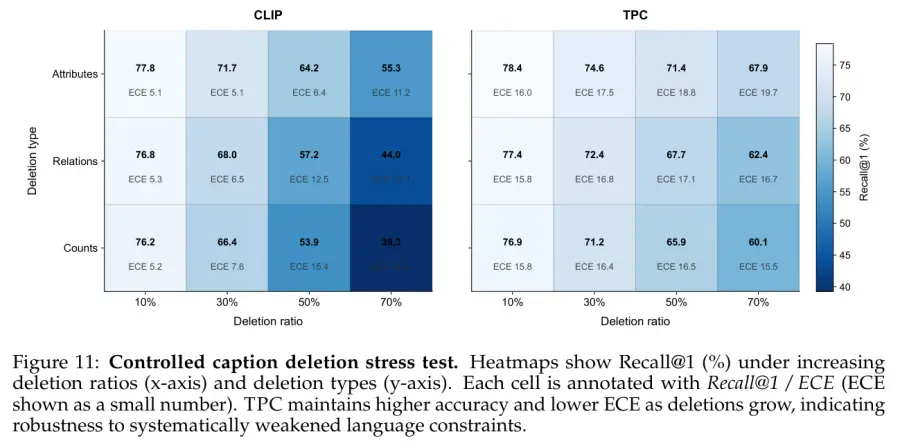 CLIP
TPC
Attributes
77.8 71.7 64.2 55.3
ECE 5.1 ECE 5.1 ECE 6.4 ECE 11.2
78.4 74.6 71.4 67.9
ECE 16.0 ECE 17.5 ECE 18.8 ECE 19.7
Relations
76.8 68.0 57.2 44.0
ECE 5.3 ECE 6.5 ECE 12.5 ECE
77.4 72.4 67.7 62.4
ECE 15.8 ECE 16.8 ECE 17.1 ECE 16.7
Counts
76.2 66.4 53.9 39.3
ECE 5.2 ECE 7.6 ECE 15.4
76.9 71.2 65.9 60.1
ECE 15.8 ECE 16.4 ECE 16.5 ECE 15.5
Deletion type
10% 30% 50% 70%
10% 30% 50% 70%
Deletion ratio
Deletion ratio
75
70
65
60
55
50
45
40
Recall@1 (%)
Figure 11: Controlled caption deletion stress test. Heatmaps show Recall@1 (%) under increasing
deletion ratios (x-axis) and deletion types (y-axis). Each cell is annotated with Recall@1 / ECE (ECE
shown as a small number). TPC maintains higher accuracy and lower ECE as deletions grow, indicating
robustness to systematically weakened language constraints.